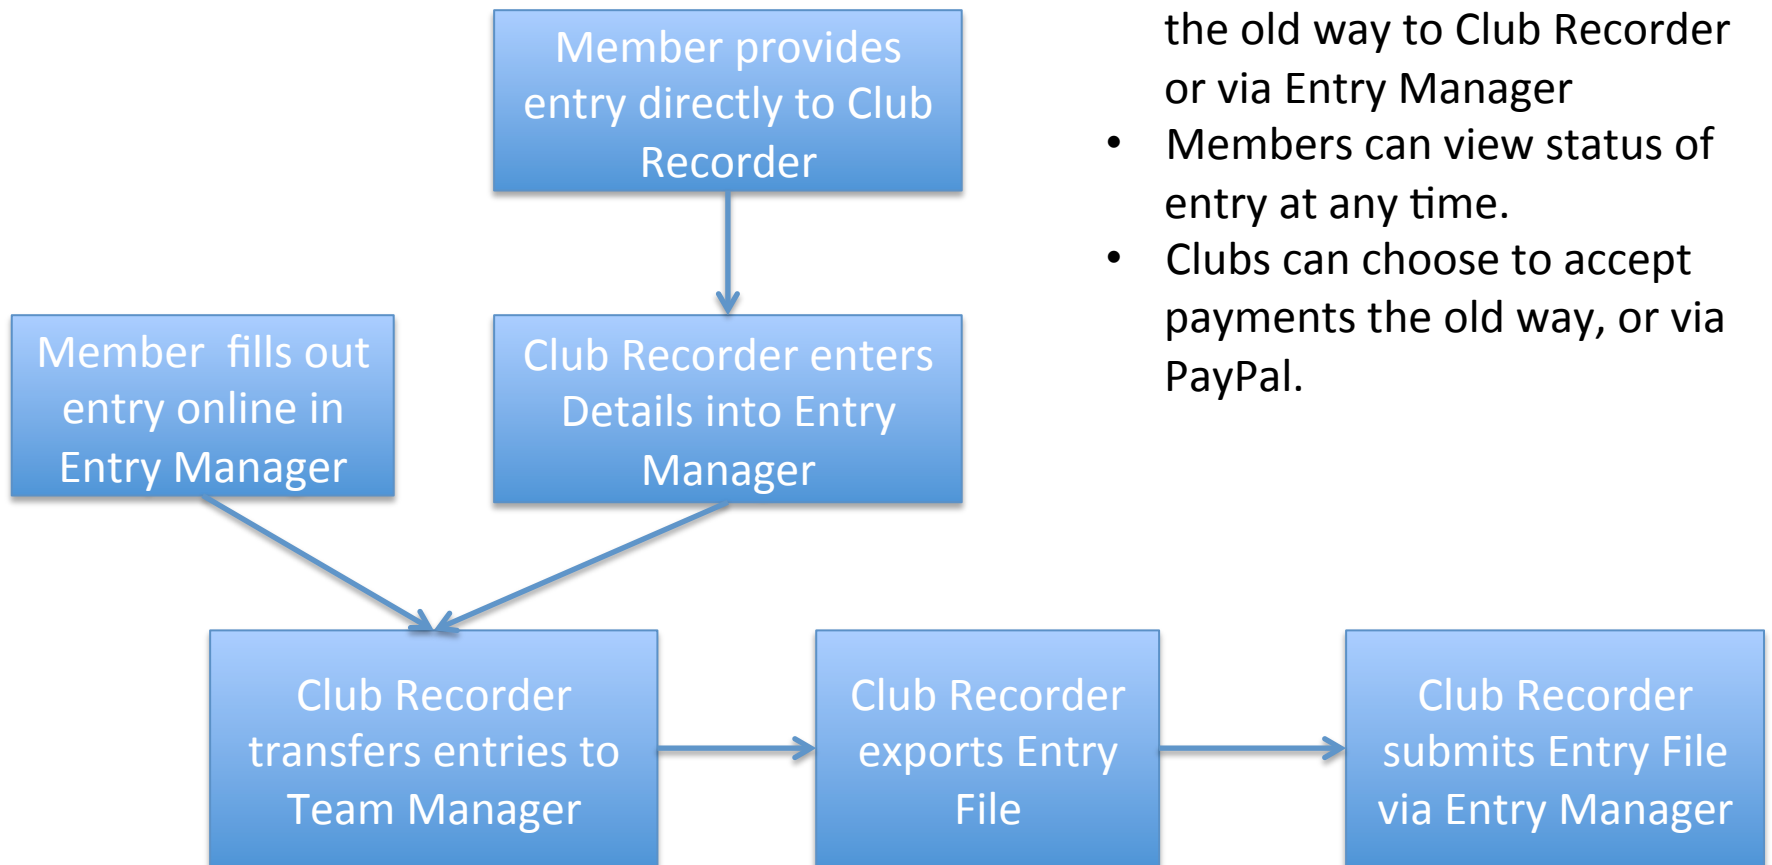 Member provides
entry directly to Club
Recorder
the old way to Club Recorder
or via Entry Manager
• Members can view status of
entry at any time.
• Clubs can choose to accept
payments the old way, or via
PayPal.
Member fills out
entry online in
Entry Manager
Club Recorder enters
Details into Entry
Manager
Club Recorder
transfers entries to
Team Manager
Club Recorder
exports Entry
File
Club Recorder
submits Entry File
via Entry Manager